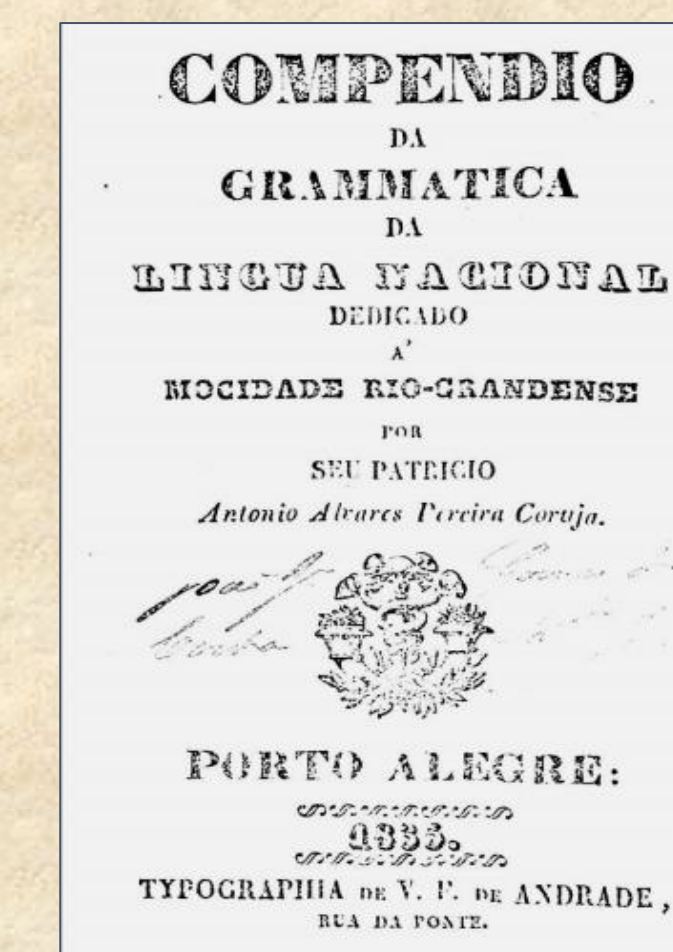 COMPENDIO
DA
GRAMMATICA
DA
LINGUA NACIONAL
DEDICADO
A'
MOCIDADE RIO-GRANDENSE
POR
SEU PATRICIO
Antonio Alvares Pereira Coruja.
PORTO ALEGRE:
1835.
TYPOGRAPHIA DE V. F. DE ANDRADE,
RUA DA PONTE.